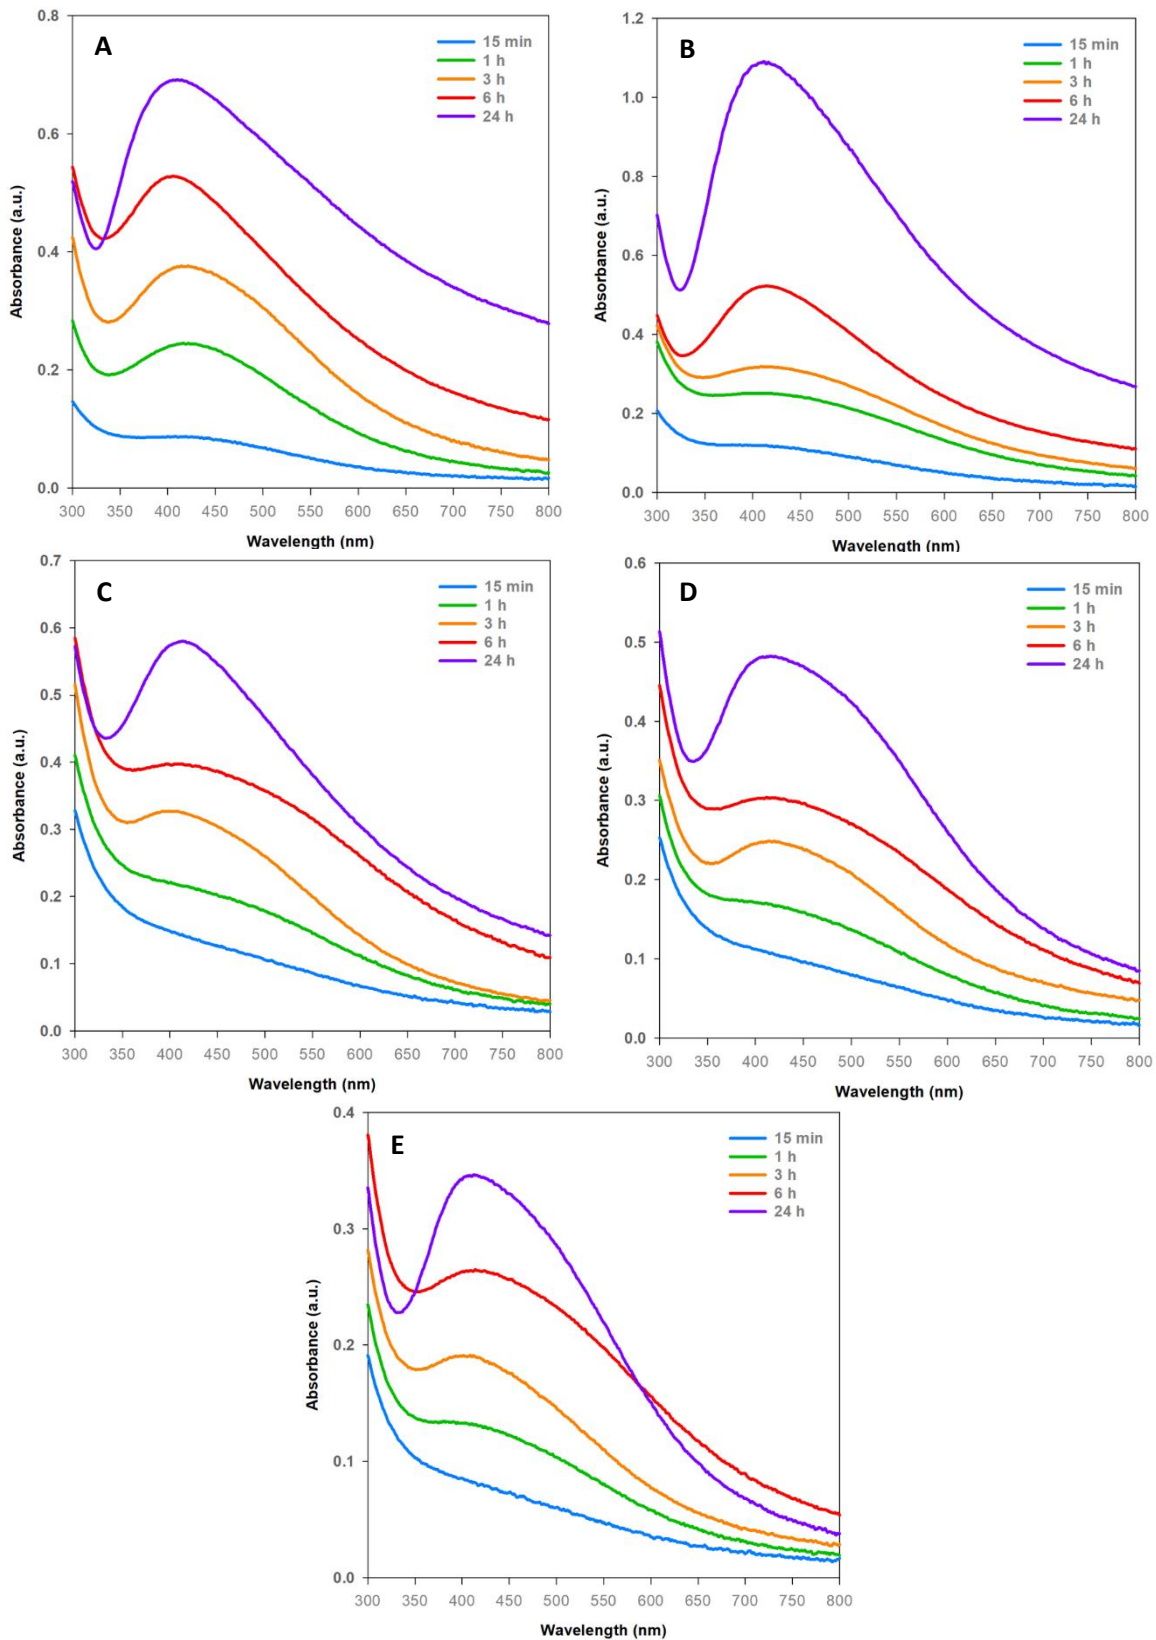 A
15 min
1 h
3 h
6 h
24 h
Absorbance (a.u.)
0.8
0.6
0.4
0.2
0.0
300 350 400 450 500 550 600 650 700 750 800
Wavelength (nm)
B
15 min
1 h
3 h
6 h
24 h
Absorbance (a.u.)
1.2
1.0
0.8
0.6
0.4
0.2
0.0
300 350 400 450 500 550 600 650 700 750 800
Wavelength (nm)
C
15 min
1 h
3 h
6 h
24 h
Absorbance (a.u.)
0.7
0.6
0.5
0.4
0.3
0.2
0.1
0.0
300 350 400 450 500 550 600 650 700 750 800
Wavelength (nm)
D
15 min
1 h
3 h
6 h
24 h
Absorbance (a.u.)
0.6
0.5
0.4
0.3
0.2
0.1
0.0
300 350 400 450 500 550 600 650 700 750 800
Wavelength (nm)
E
15 min
1 h
3 h
6 h
24 h
Absorbance (a.u.)
0.4
0.3
0.2
0.1
0.0
300 350 400 450 500 550 600 650 700 750 800
Wavelength (nm)